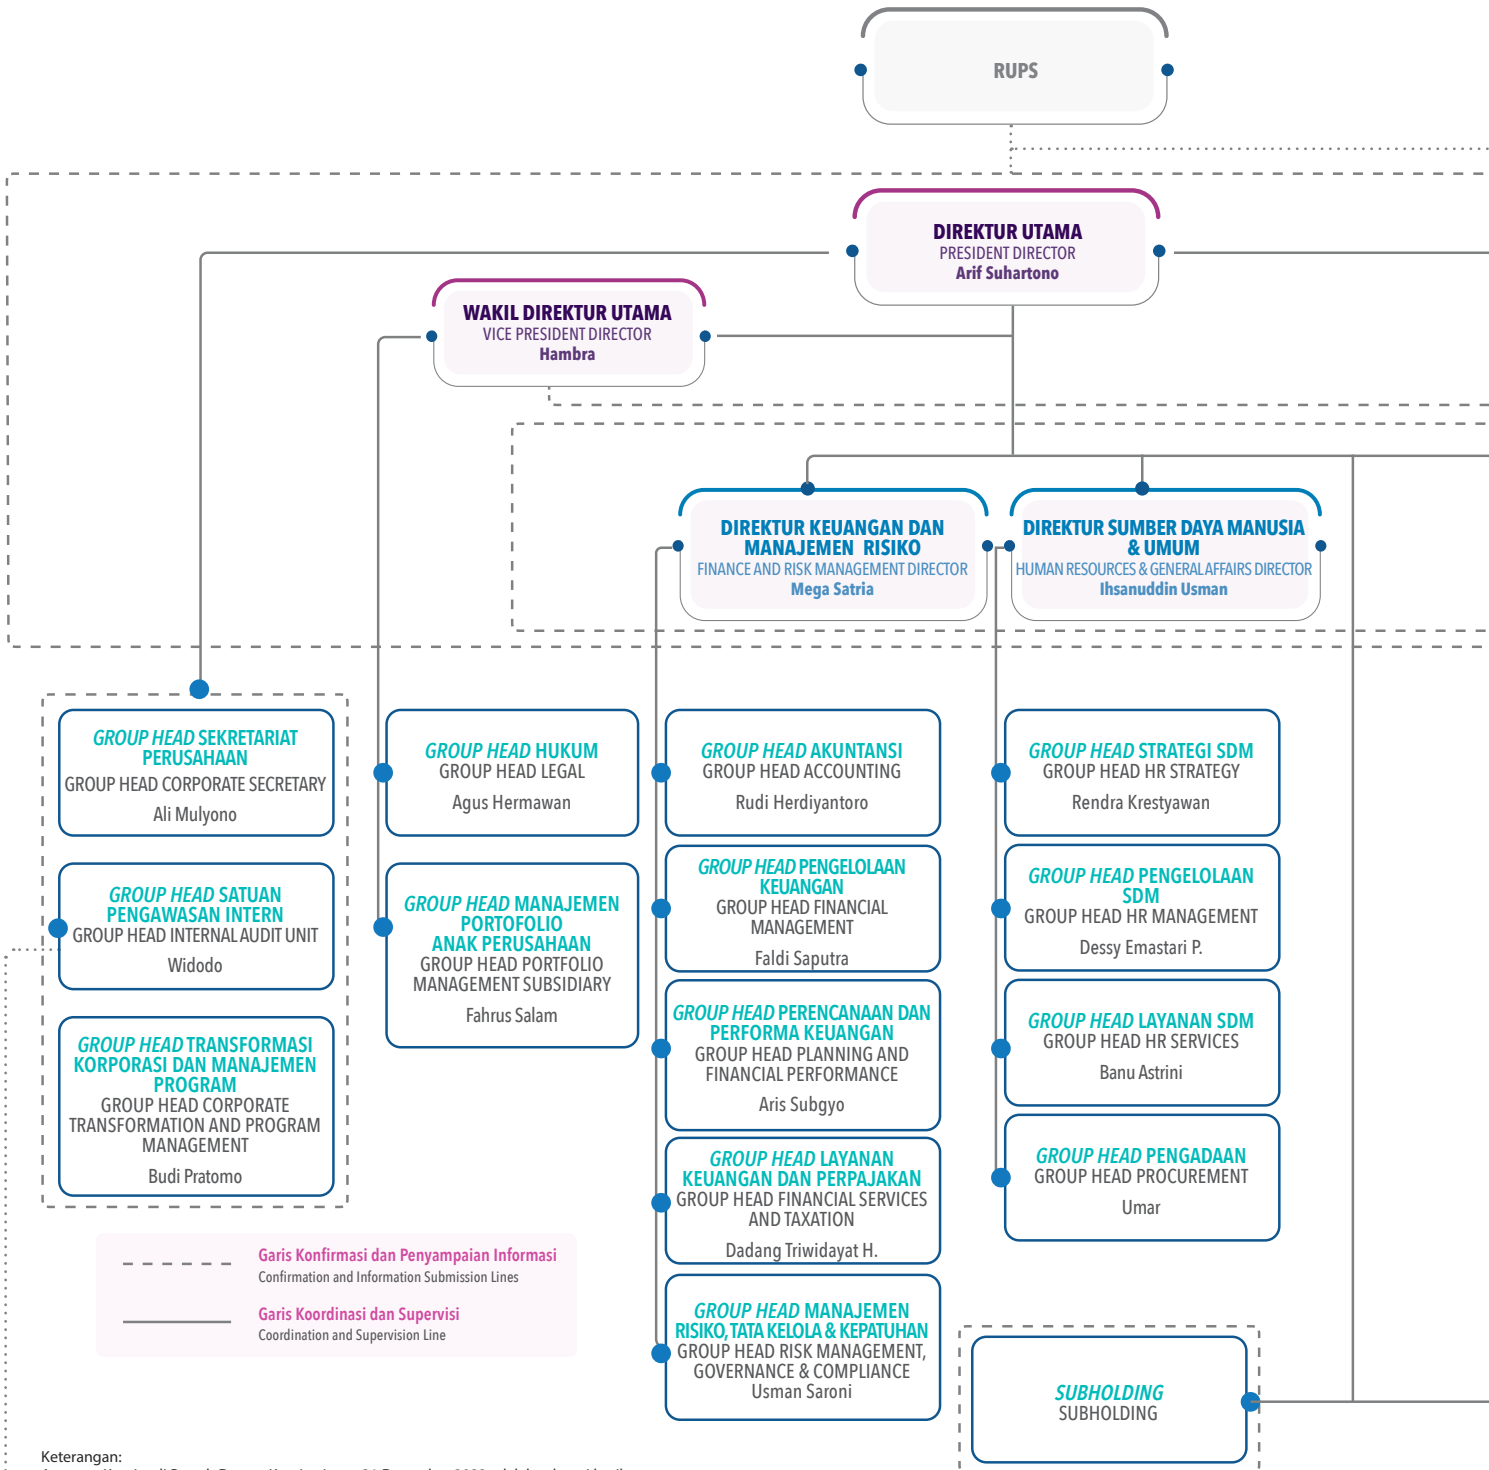 RUPS
DIREKTUR UTAMA
PRESIDENT DIRECTOR
Arif Suhartono
WAKIL DIREKTUR UTAMA
VICE PRESIDENT DIRECTOR
Hambra
DIREKTUR KEUANGAN DAN
MANAJEMEN RISIKO
FINANCE AND RISK MANAGEMENT DIRECTOR
Mega Satria
DIREKTUR SUMBER DAYA MANUSIA
& UMUM
HUMAN RESOURCES & GENERAL AFFAIRS DIRECTOR
Ihsanuddin Usman
GROUP HEAD SEKRETARIAT
PERUSAHAAN
GROUP HEAD CORPORATE SECRETARY
Ali Mulyono
GROUP HEAD SATUAN
PENGAWASAN INTERN
GROUP HEAD INTERNAL AUDIT UNIT
Widodo
GROUP HEAD TRANSFORMASI
KORPORASI DAN MANAJEMEN
PROGRAM
GROUP HEAD CORPORATE
TRANSFORMATION AND PROGRAM
MANAGEMENT
Budi Pratomo
GROUP HEAD HUKUM
GROUP HEAD LEGAL
Agus Hermawan
GROUP HEAD MANAJEMEN
PORTOFOLIO
ANAK PERUSAHAAN
GROUP HEAD PORTFOLIO
MANAGEMENT SUBSIDIARY
Fahrus Salam
GROUP HEAD AKUNTANSI
GROUP HEAD ACCOUNTING
Rudi Herdiyantoro
GROUP HEAD PENGELOLAAN
KEUANGAN
GROUP HEAD FINANCIAL
MANAGEMENT
Faldi Saputra
GROUP HEAD PERENCANAAN DAN
PERFORMA KEUANGAN
GROUP HEAD PLANNING AND
FINANCIAL PERFORMANCE
Aris Subgyo
GROUP HEAD LAYANAN
KEUANGAN DAN PERPAJAKAN
GROUP HEAD FINANCIAL SERVICES
AND TAXATION
Dadang Triwidayat H.
GROUP HEAD MANAJEMEN
RISIKO, TATA KELOLA & KEPATUHAN
GROUP HEAD RISK MANAGEMENT,
GOVERNANCE & COMPLIANCE
Usman Saroni
GROUP HEAD STRATEGI SDM
GROUP HEAD HR STRATEGY
Rendra Krestyawan
GROUP HEAD PENGELOLAAN
SDM
GROUP HEAD HR MANAGEMENT
Dessy Emastari P.
GROUP HEAD LAYANAN SDM
GROUP HEAD HR SERVICES
Banu Astrini
GROUP HEAD PENGADAAN
GROUP HEAD PROCUREMENT
Umar
SUBHOLDING
SUBHOLDING
Garis Konfirmasi dan Penyampaian Informasi
Confirmation and Information Submission Lines
Garis Koordinasi dan Supervisi
Coordination and Supervision Line
Keterangan: